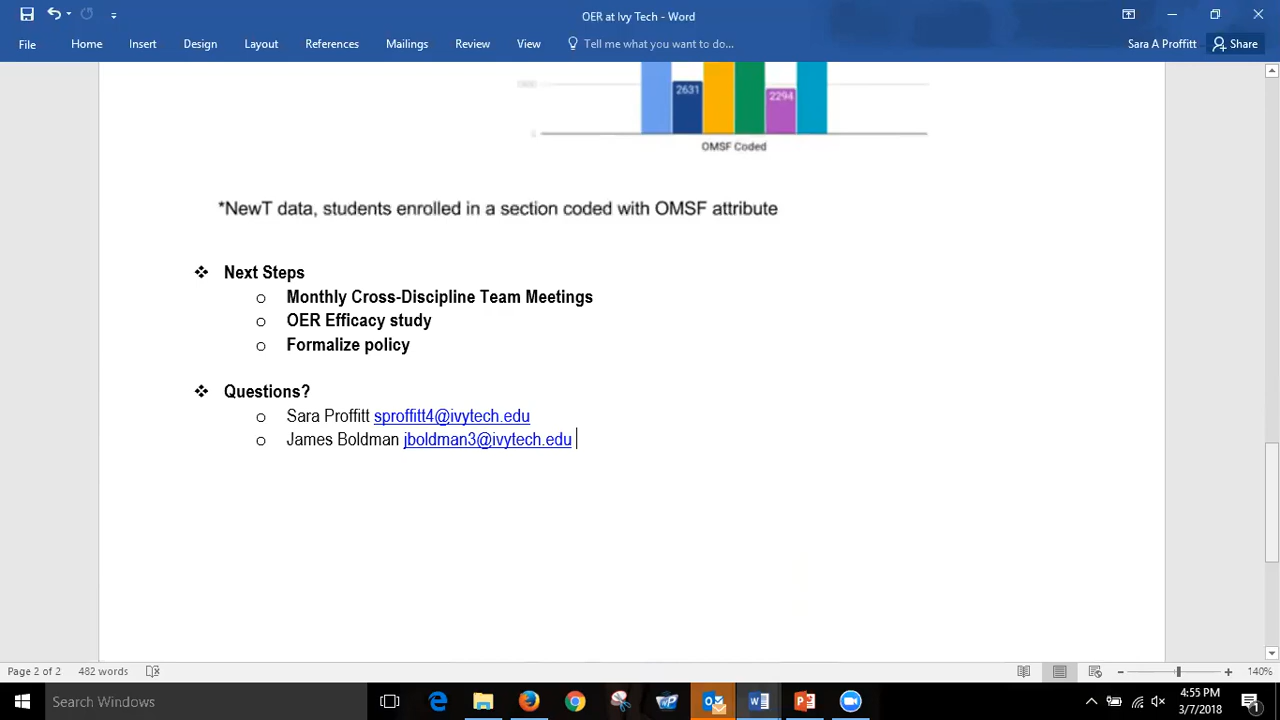 OER at Ivy Tech - Word
File Home Insert Design Layout References Mailings Review View Tell me what you want to do... Sara A Proffitt Share
2631 2294
0
OMSF Coded
*NewT data, students enrolled in a section coded with OMSF attribute
❖ Next Steps
o Monthly Cross-Discipline Team Meetings
o OER Efficacy study
o Formalize policy
❖ Questions?
o Sara Proffitt sproffitt4@ivytech.edu
o James Boldman jboldman3@ivytech.edu
Page 2 of 2 482 words 140%
Search Windows
4:55 PM
3/7/2018
1